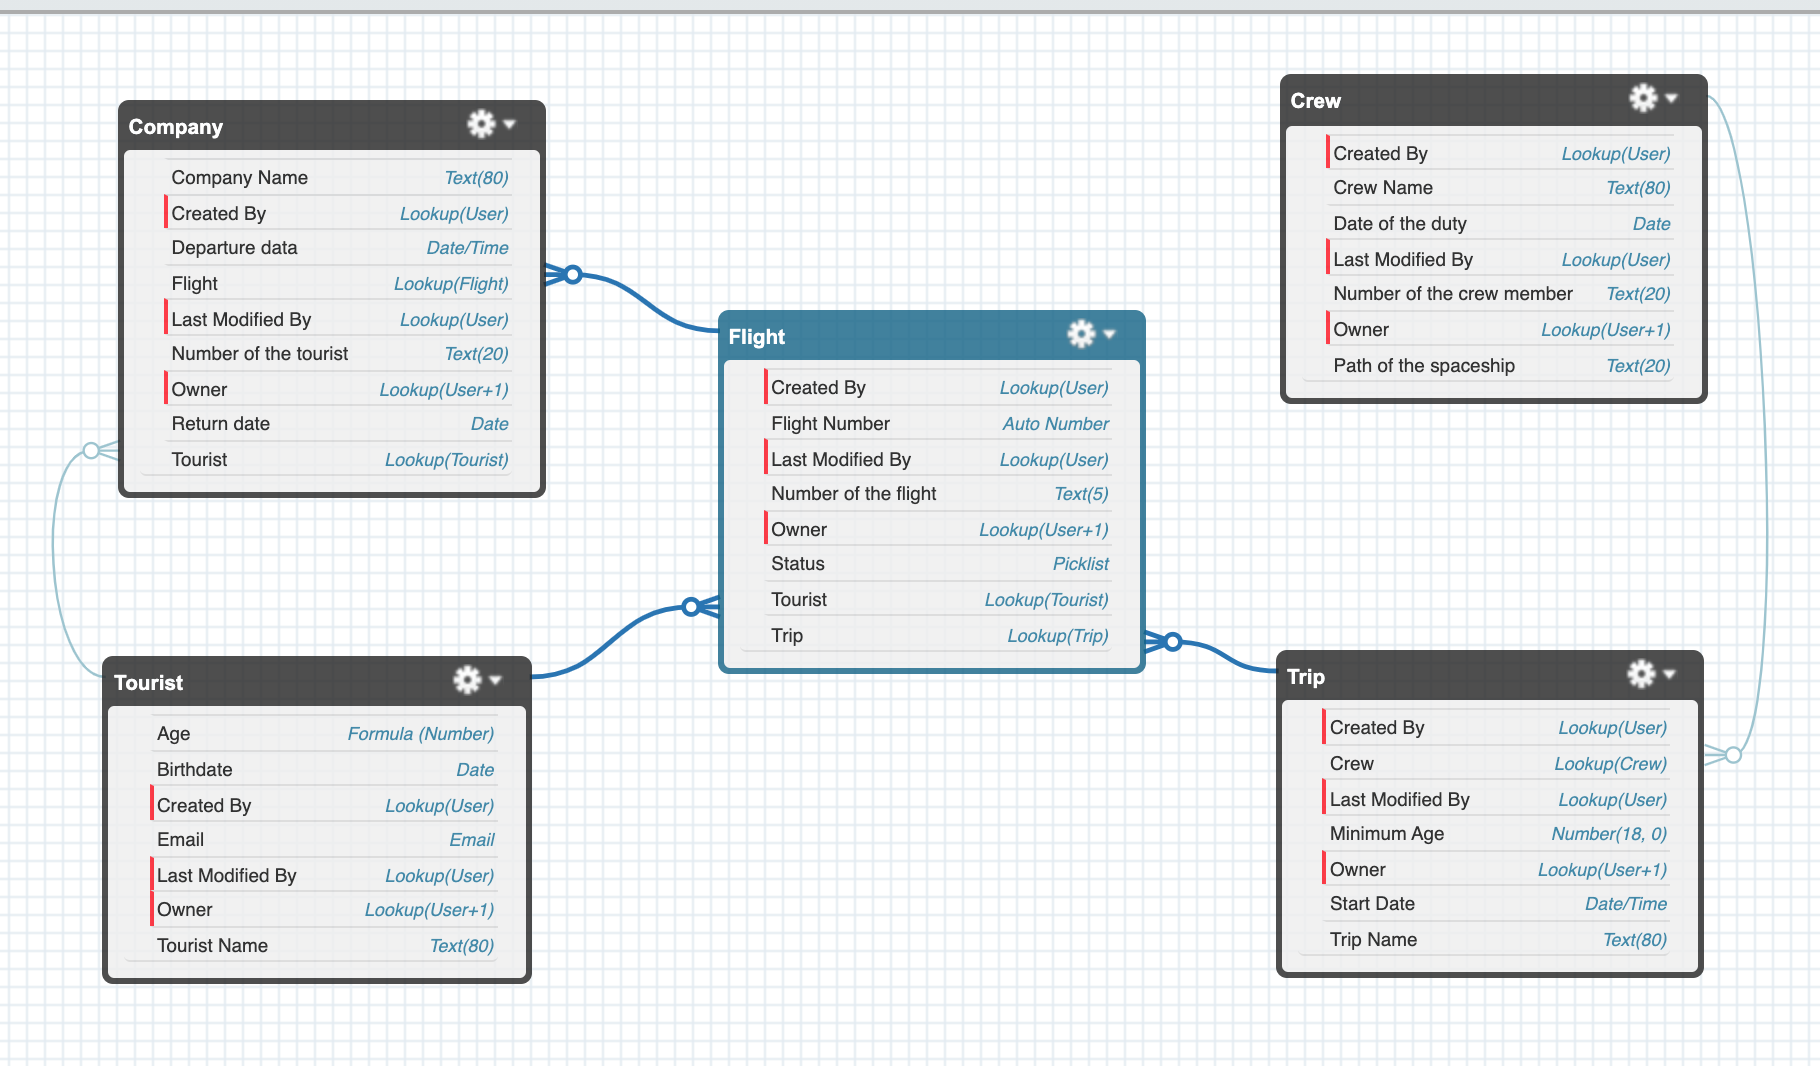 Company
Company Name Text(80)
Created By Lookup(User)
Departure data Date/Time
Flight Lookup(Flight)
Last Modified By Lookup(User)
Number of the tourist Text(20)
Owner Lookup(User+1)
Return date Date
Tourist Lookup(Tourist)
Crew
Created By Lookup(User)
Crew Name Text(80)
Date of the duty Date
Last Modified By Lookup(User)
Number of the crew member Text(20)
Owner Lookup(User+1)
Path of the spaceship Text(20)
Flight
Created By Lookup(User)
Flight Number Auto Number
Last Modified By Lookup(User)
Number of the flight Text(5)
Owner Lookup(User+1)
Status Picklist
Tourist Lookup(Tourist)
Trip Lookup(Trip)
Tourist
Age Formula (Number)
Birthdate Date
Created By Lookup(User)
Email Email
Last Modified By Lookup(User)
Owner Lookup(User+1)
Tourist Name Text(80)
Trip
Created By Lookup(User)
Crew Lookup(Crew)
Last Modified By Lookup(User)
Minimum Age Number(18, 0)
Owner Lookup(User+1)
Start Date Date/Time
Trip Name Text(80)